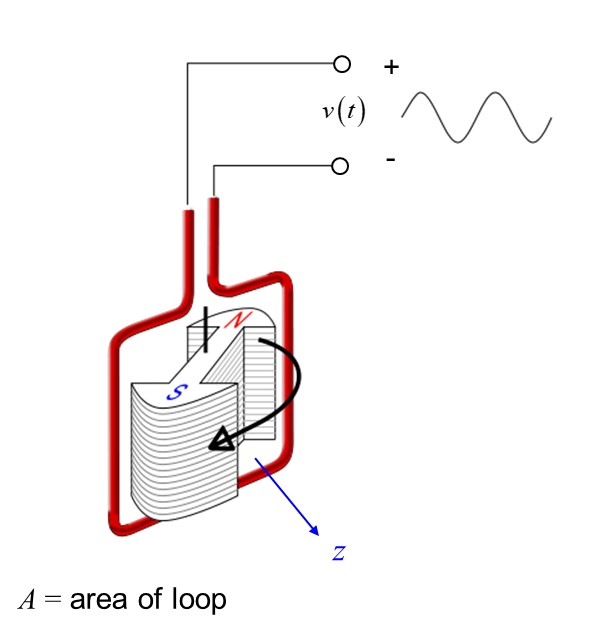 +
v(t)
-
N
S
z
A = area of loop